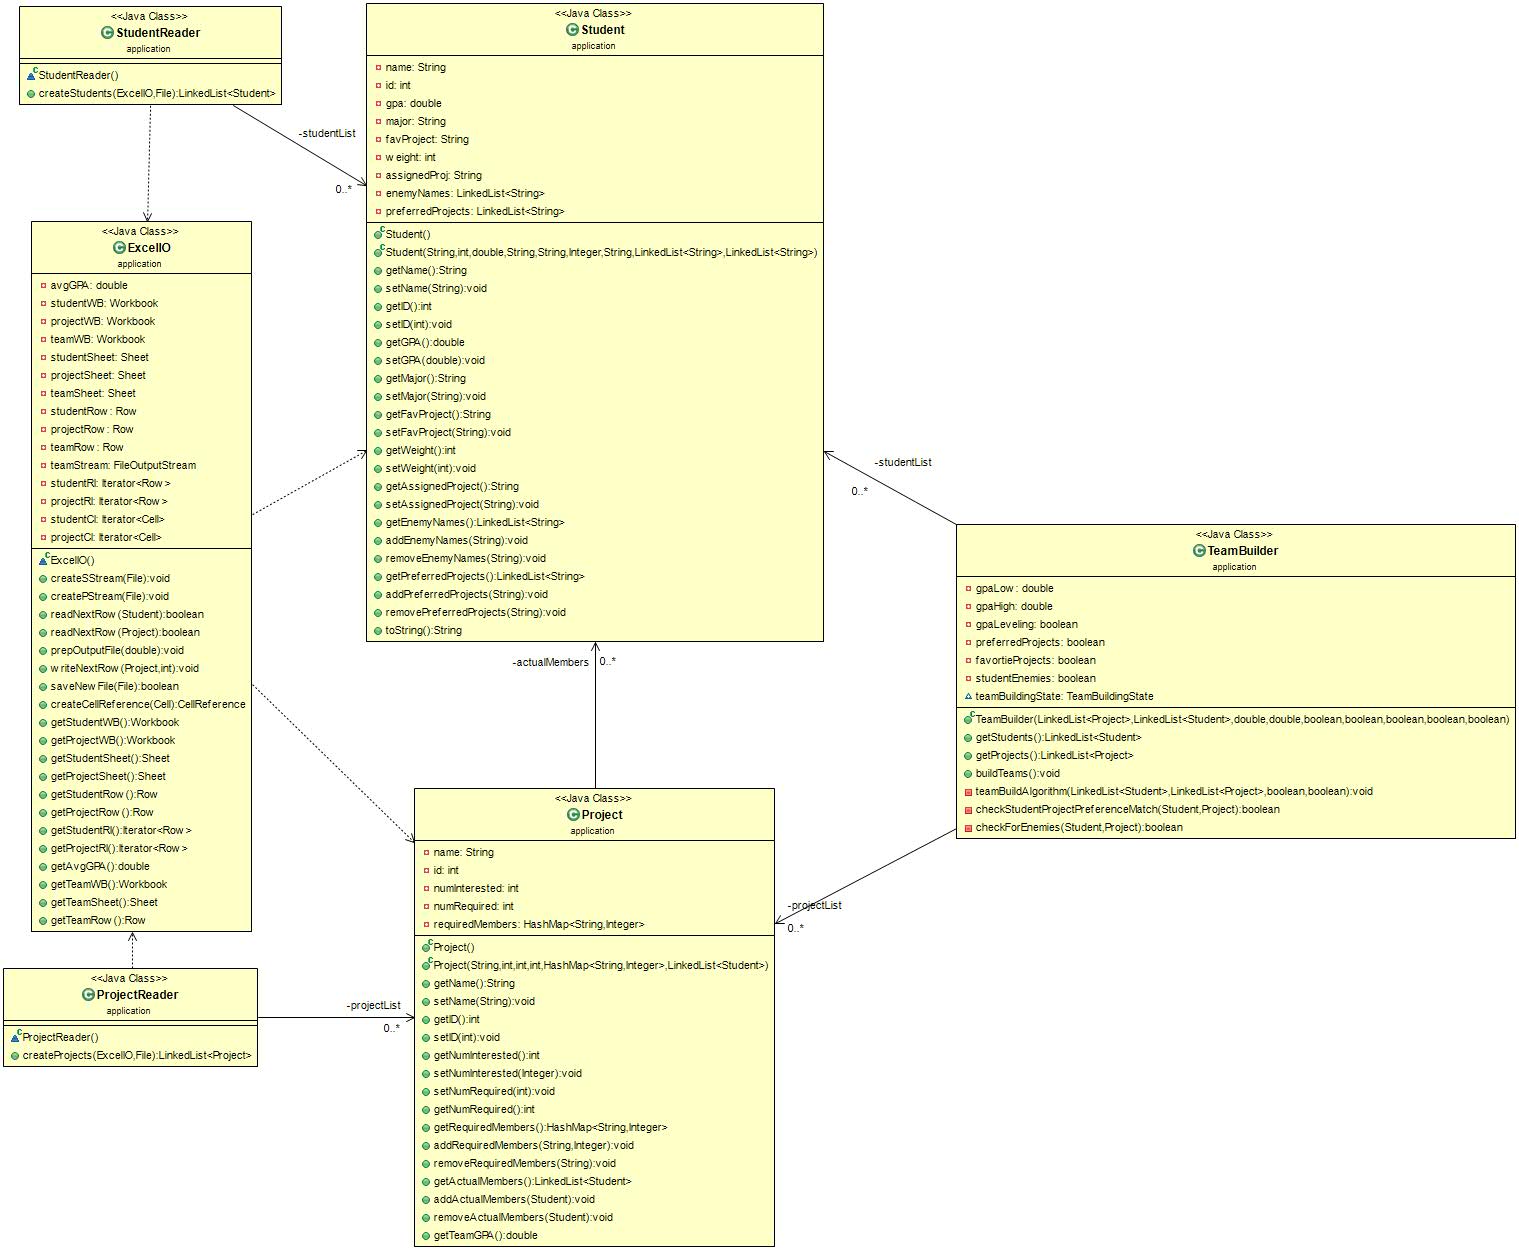 <<Java Class>>
StudentReader
application
StudentReader()
createStudents(ExcelIO,File):LinkedList<Student>
-studentList
0..*
<<Java Class>>
Student
application
name: String
id: int
gpa: double
major: String
favProject: String
weight: int
assignedProj: String
enemyNames: LinkedList<String>
preferredProjects: LinkedList<String>
Student()
Student(String,int,double,String,String,Integer,String,LinkedList<String>,LinkedList<String>)
getName():String
setName(String):void
getID():int
setID(int):void
getGPA():double
setGPA(double):void
getMajor():String
setMajor(String):void
getFavProject():String
setFavProject(String):void
getWeight():int
setWeight(int):void
getAssignedProject():String
setAssignedProject(String):void
getEnemyNames():LinkedList<String>
addEnemyNames(String):void
removeEnemyNames(String):void
getPreferredProjects():LinkedList<String>
addPreferredProjects(String):void
removePreferredProjects(String):void
toString():String
<<Java Class>>
ExcelIO
application
avgGPA: double
studentWB: Workbook
projectWB: Workbook
teamWB: Workbook
studentSheet: Sheet
projectSheet: Sheet
teamSheet: Sheet
studentRow: Row
projectRow: Row
teamRow: Row
teamStream: FileOutputStream
studentRI: Iterator<Row>
projectRI: Iterator<Row>
studentCI: Iterator<Cell>
projectCI: Iterator<Cell>
ExcelIO()
createSStream(File):void
createPStream(File):void
readNextRow(Student):boolean
readNextRow(Project):boolean
prepOutputFile(double):void
writeNextRow(Project,int):void
saveNewFile(File):boolean
createCellReference(Cell):CellReference
getStudentWB():Workbook
getProjectWB():Workbook
getStudentSheet():Sheet
getProjectSheet():Sheet
getStudentRow():Row
getProjectRow():Row
getStudentRI():Iterator<Row>
getProjectRI():Iterator<Row>
getAvgGPA():double
getTeamWB():Workbook
getTeamSheet():Sheet
getTeamRow():Row
-studentList
0..*
<<Java Class>>
TeamBuilder
application
gpaLow: double
gpaHigh: double
gpaLeveling: boolean
preferredProjects: boolean
favortieProjects: boolean
studentEnemies: boolean
teamBuildingState: TeamBuildingState
TeamBuilder(LinkedList<Project>,LinkedList<Student>,double,double,boolean,boolean,boolean,boolean,boolean)
getStudents():LinkedList<Student>
getProjects():LinkedList<Project>
buildTeams():void
teamBuildAlgorithm(LinkedList<Student>,LinkedList<Project>,boolean,boolean):void
checkStudentProjectPreferenceMatch(Student,Project):boolean
checkForEnemies(Student,Project):boolean
-actualMembers
0..*
-projectList
0..*
<<Java Class>>
Project
application
name: String
id: int
numInterested: int
numRequired: int
requiredMembers: HashMap<String,Integer>
Project()
Project(String,int,int,int,HashMap<String,Integer>,LinkedList<Student>)
getName():String
setName(String):void
getID():int
setID(int):void
getNumInterested():int
setNumInterested(Integer):void
setNumRequired(int):void
getNumRequired():int
getRequiredMembers():HashMap<String,Integer>
addRequiredMembers(String,Integer):void
removeRequiredMembers(String):void
getActualMembers():LinkedList<Student>
addActualMembers(Student):void
removeActualMembers(Student):void
getTeamGPA():double
<<Java Class>>
ProjectReader
application
ProjectReader()
createProjects(ExcelIO,File):LinkedList<Project>
-projectList
0..*